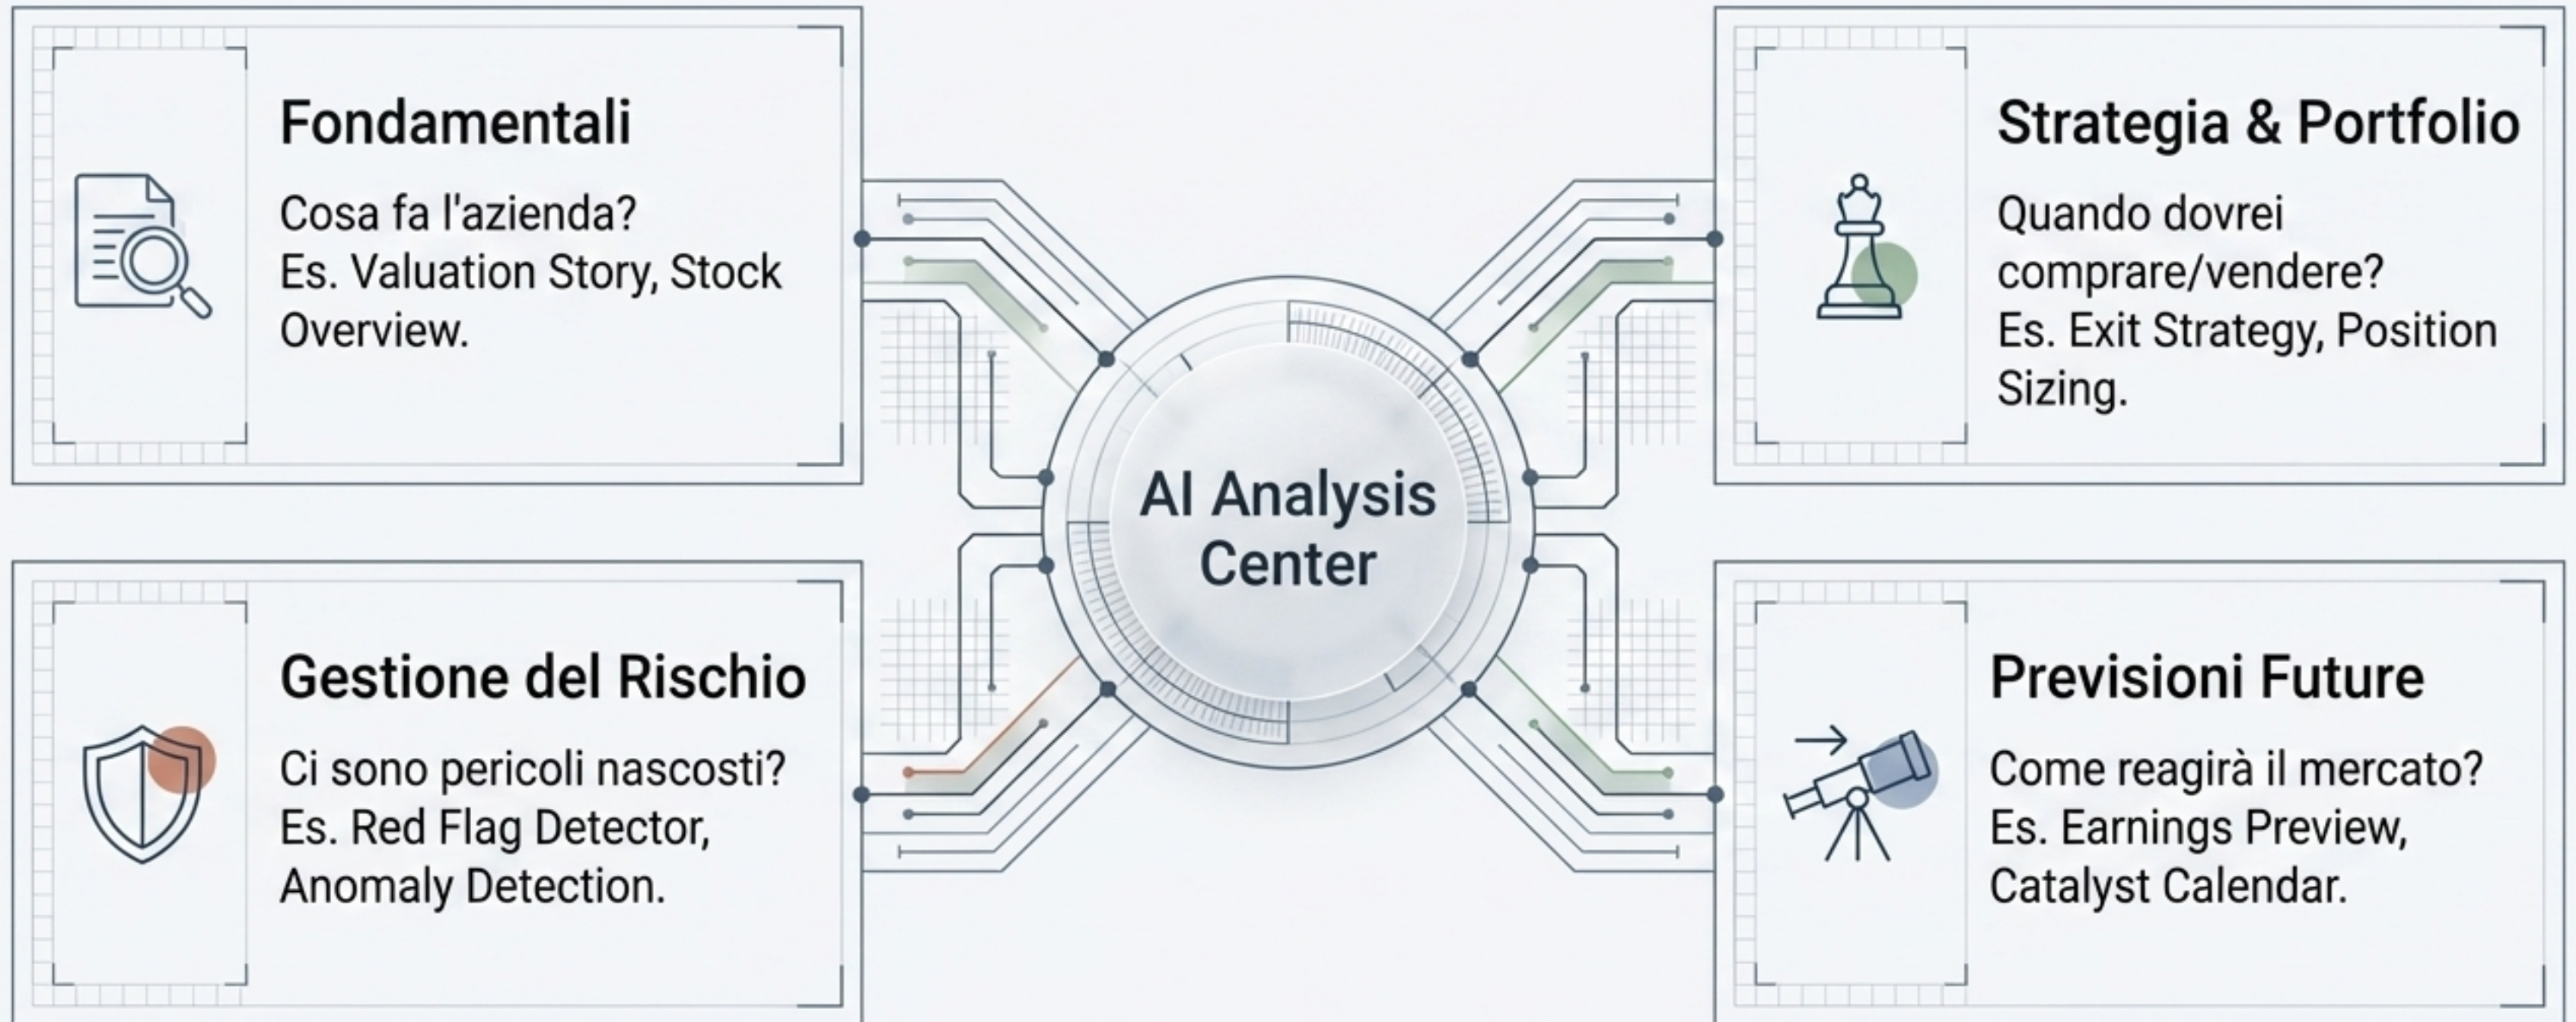 Fondamentali
Cosa fa l'azienda?
Es. Valuation Story, Stock
Overview.
Strategia & Portfolio
Quando dovrei
comprare/vendere?
Es. Exit Strategy, Position
Sizing.
AI Analysis
Center
Gestione del Rischio
Ci sono pericoli nascosti?
Es. Red Flag Detector,
Anomaly Detection.
Previsioni Future
Come reagirà il mercato?
Es. Earnings Preview,
Catalyst Calendar.